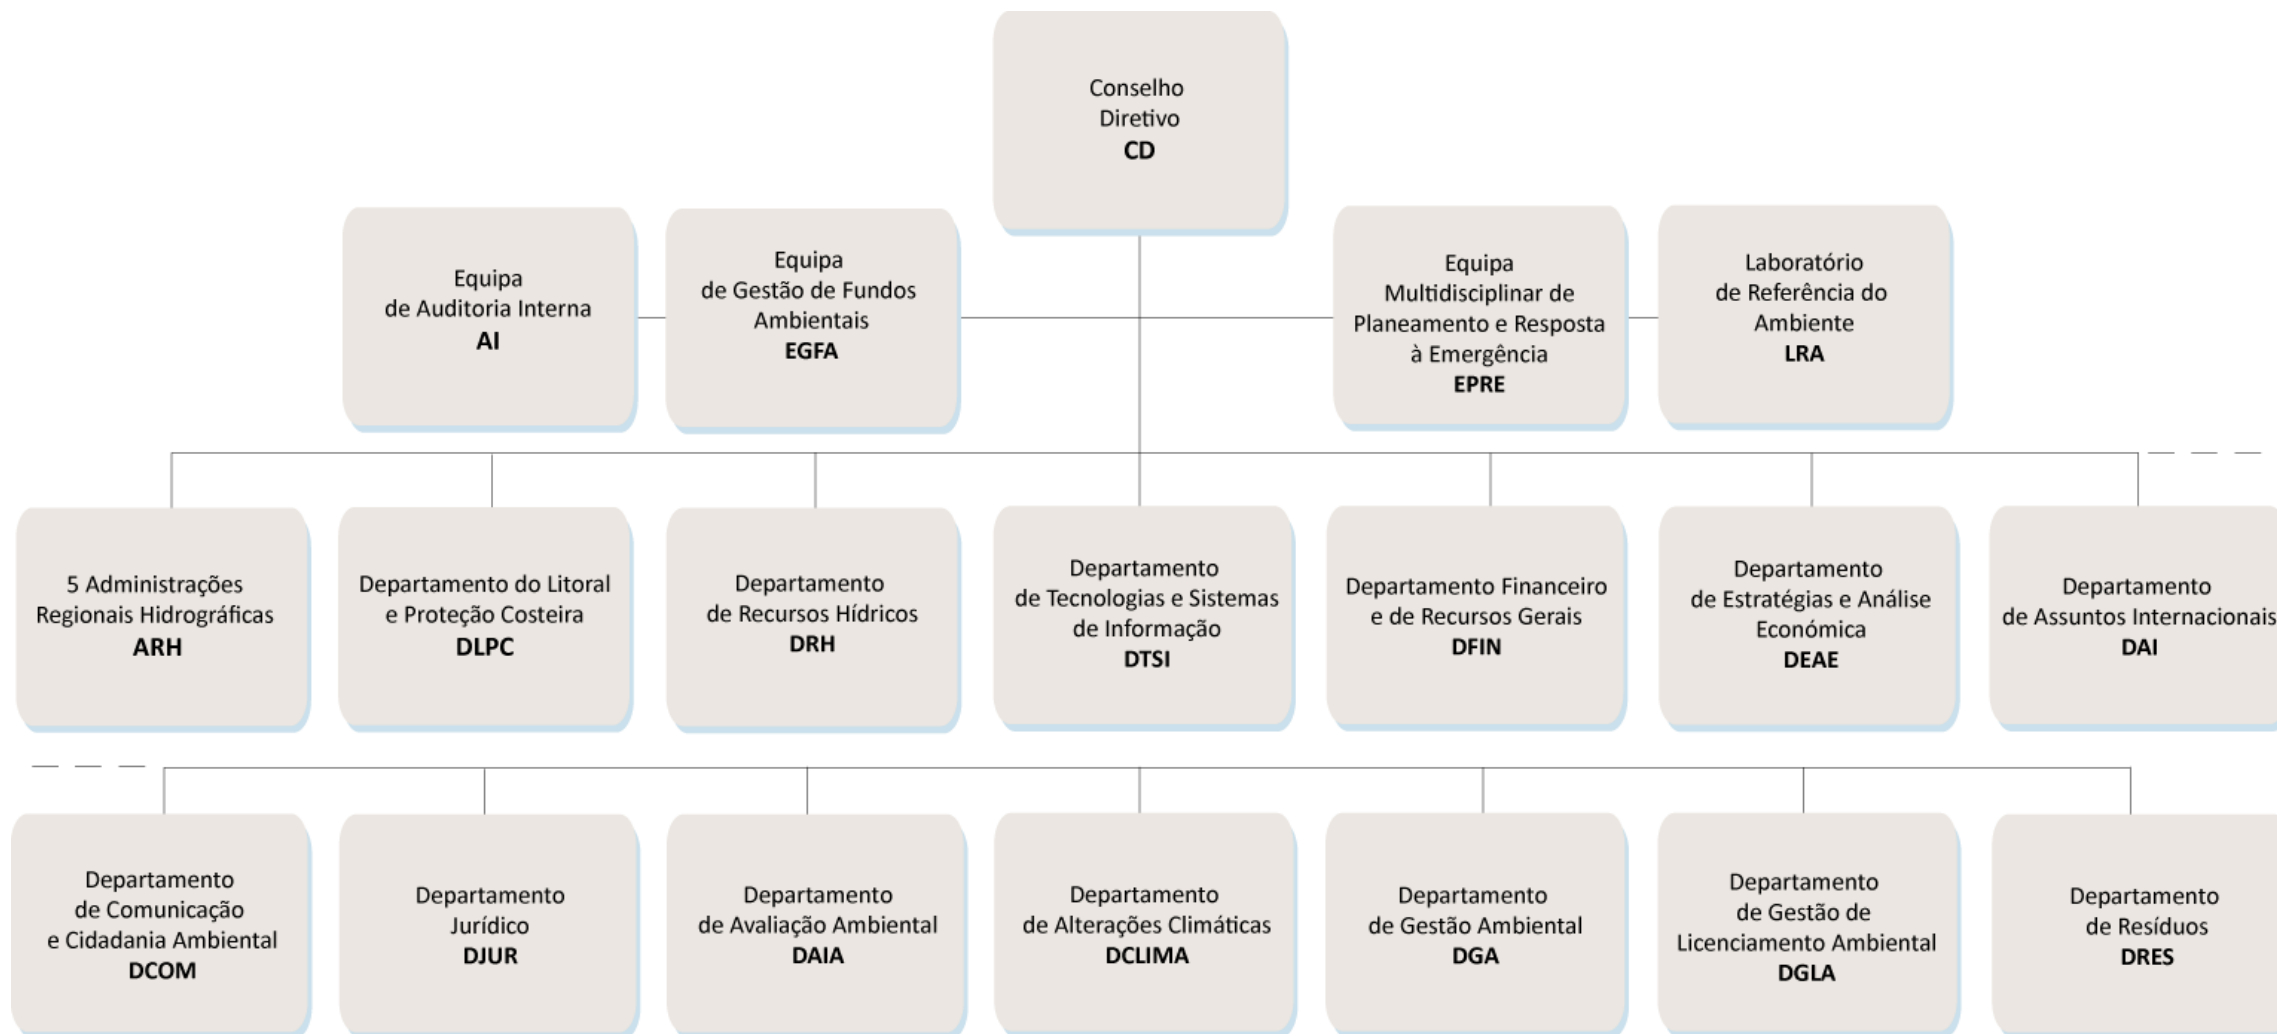 Conselho
Diretivo
CD
Equipa
de Auditoria Interna
AI
Equipa
de Gestão de Fundos
Ambientais
EGFA
Equipa
Multidisciplinar de
Planeamento e Resposta
à Emergência
EPRE
Laboratório
de Referência do
Ambiente
LRA
5 Administrações
Regionais Hidrográficas
ARH
Departamento do Litoral
e Proteção Costeira
DLPC
Departamento
de Recursos Hídricos
DRH
Departamento
de Tecnologias e Sistemas
de Informação
DTSI
Departamento Financeiro
e de Recursos Gerais
DFIN
Departamento
de Estratégias e Análise
Económica
DEAE
Departamento
de Assuntos Internacionais
DAI
Departamento
de Comunicação
e Cidadania Ambiental
DCOM
Departamento
Jurídico
DJUR
Departamento
de Avaliação Ambiental
DAIA
Departamento
de Alterações Climáticas
DCLIMA
Departamento
de Gestão Ambiental
DGA
Departamento
de Gestão de
Licenciamento Ambiental
DGLA
Departamento
de Resíduos
DRES